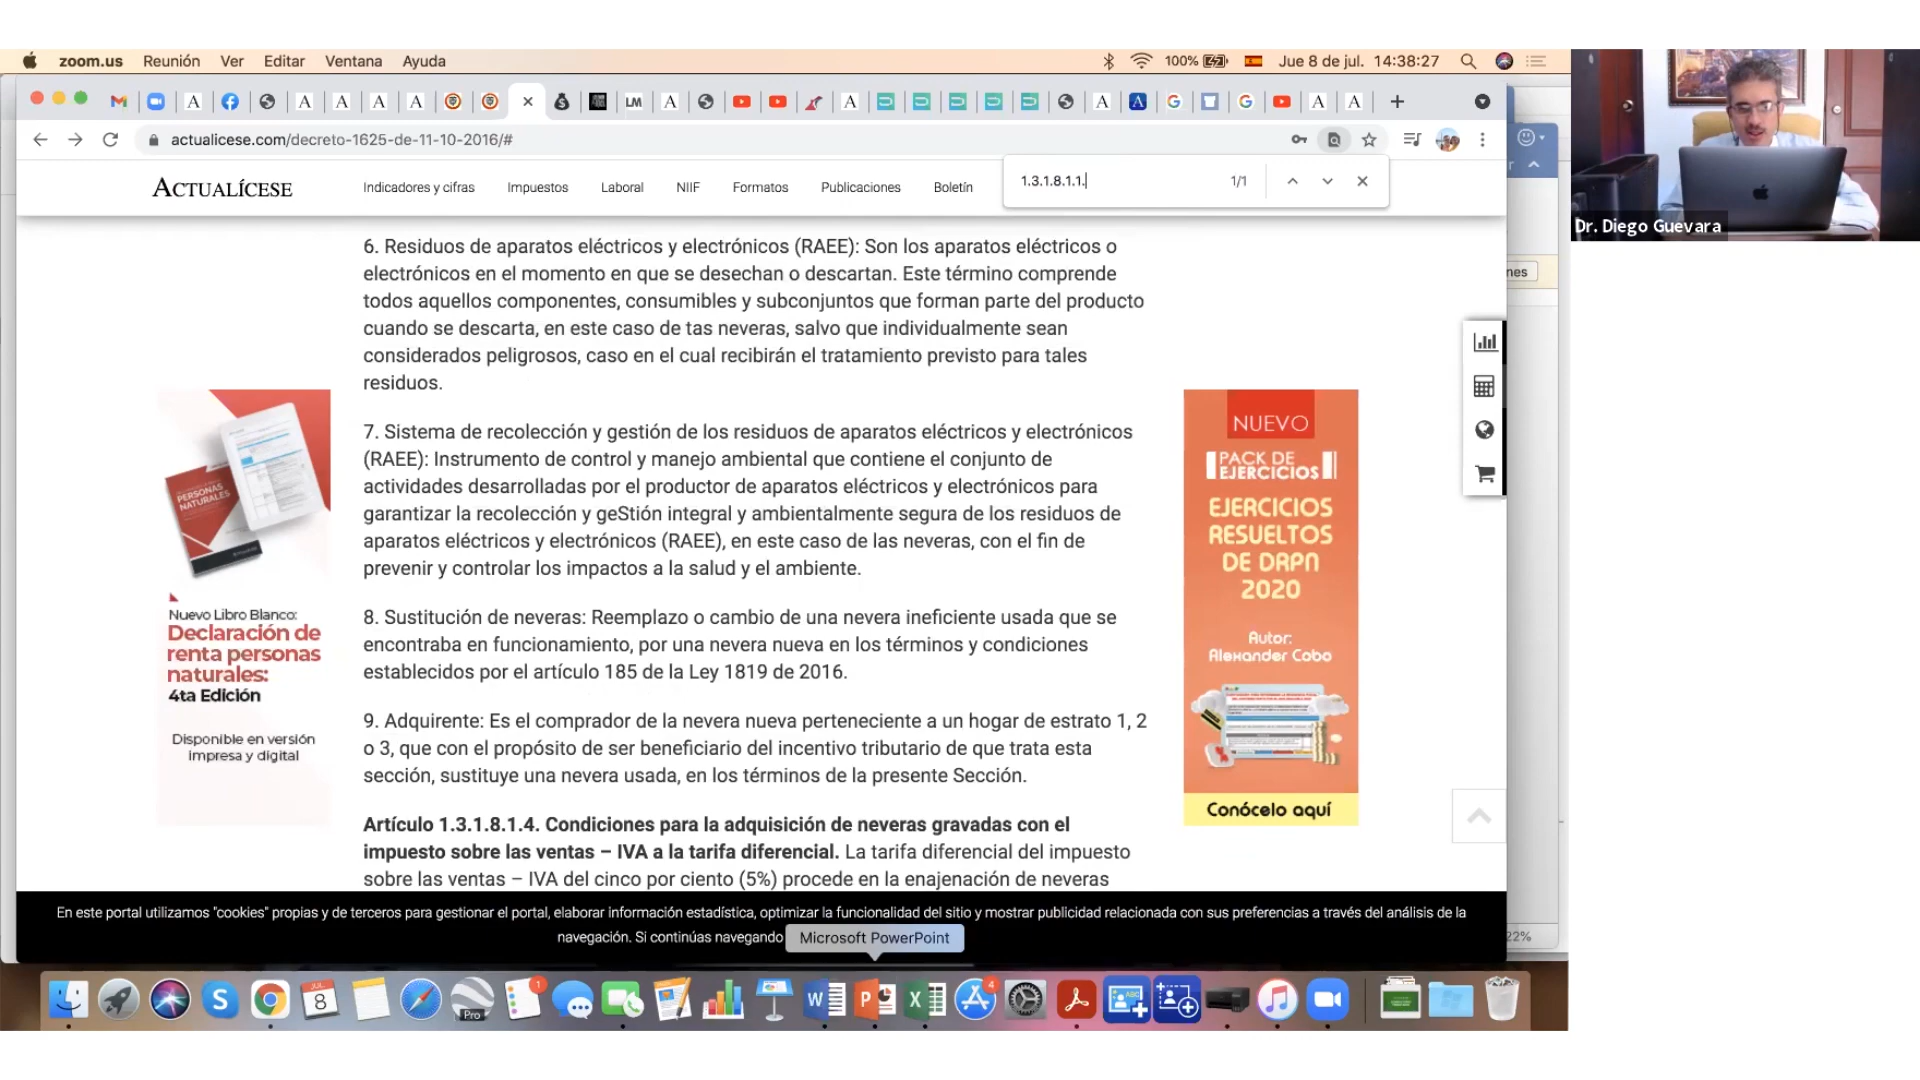 zoom.us Reunión Ver Editar Ventana Ayuda
100% Jue 8 de jul. 14:38:27
actualicese.com/decreto-1625-de-11-10-2016/#
ACTUALÍCESE
Indicadores y cifras Impuestos Laboral NIIF Formatos Publicaciones Boletín
1.3.1.8.1.1. 1/1
6. Residuos de aparatos eléctricos y electrónicos (RAEE): Son los aparatos eléctricos o
electrónicos en el momento en que se desechan o descartan. Este término comprende
todos aquellos componentes, consumibles y subconjuntos que forman parte del producto
cuando se descarta, en este caso de tas neveras, salvo que individualmente sean
considerados peligrosos, caso en el cual recibirán el tratamiento previsto para tales
residuos.
7. Sistema de recolección y gestión de los residuos de aparatos eléctricos y electrónicos
(RAEE): Instrumento de control y manejo ambiental que contiene el conjunto de
actividades desarrolladas por el productor de aparatos eléctricos y electrónicos para
garantizar la recolección y geStión integral y ambientalmente segura de los residuos de
aparatos eléctricos y electrónicos (RAEE), en este caso de las neveras, con el fin de
prevenir y controlar los impactos a la salud y el ambiente.
8. Sustitución de neveras: Reemplazo o cambio de una nevera ineficiente usada que se
encontraba en funcionamiento, por una nevera nueva en los términos y condiciones
establecidos por el artículo 185 de la Ley 1819 de 2016.
9. Adquirente: Es el comprador de la nevera nueva perteneciente a un hogar de estrato 1, 2
o 3, que con el propósito de ser beneficiario del incentivo tributario de que trata esta
sección, sustituye una nevera usada, en los términos de la presente Sección.
Artículo 1.3.1.8.1.4. Condiciones para la adquisición de neveras gravadas con el
impuesto sobre las ventas – IVA a la tarifa diferencial. La tarifa diferencial del impuesto
sobre las ventas – IVA del cinco por ciento (5%) procede en la enajenación de neveras
PERSONAS
NATURALES
Nuevo Libro Blanco:
Declaración de
renta personas
naturales:
4ta Edición
Disponible en versión
impresa y digital
NUEVO
PACK DE
EJERCICIOS
EJERCICIOS
RESUELTOS
DE DRPN
2020
Autor:
Alexander Cobo
Conócelo aquí
En este portal utilizamos "cookies" propias y de terceros para gestionar el portal, elaborar información estadística, optimizar la funcionalidad del sitio y mostrar publicidad relacionada con sus preferencias a través del análisis de la
navegación. Si continúas navegando
Microsoft PowerPoint
nes
22%
Dr. Diego Guevara
JUL.
8
Pro
1
4